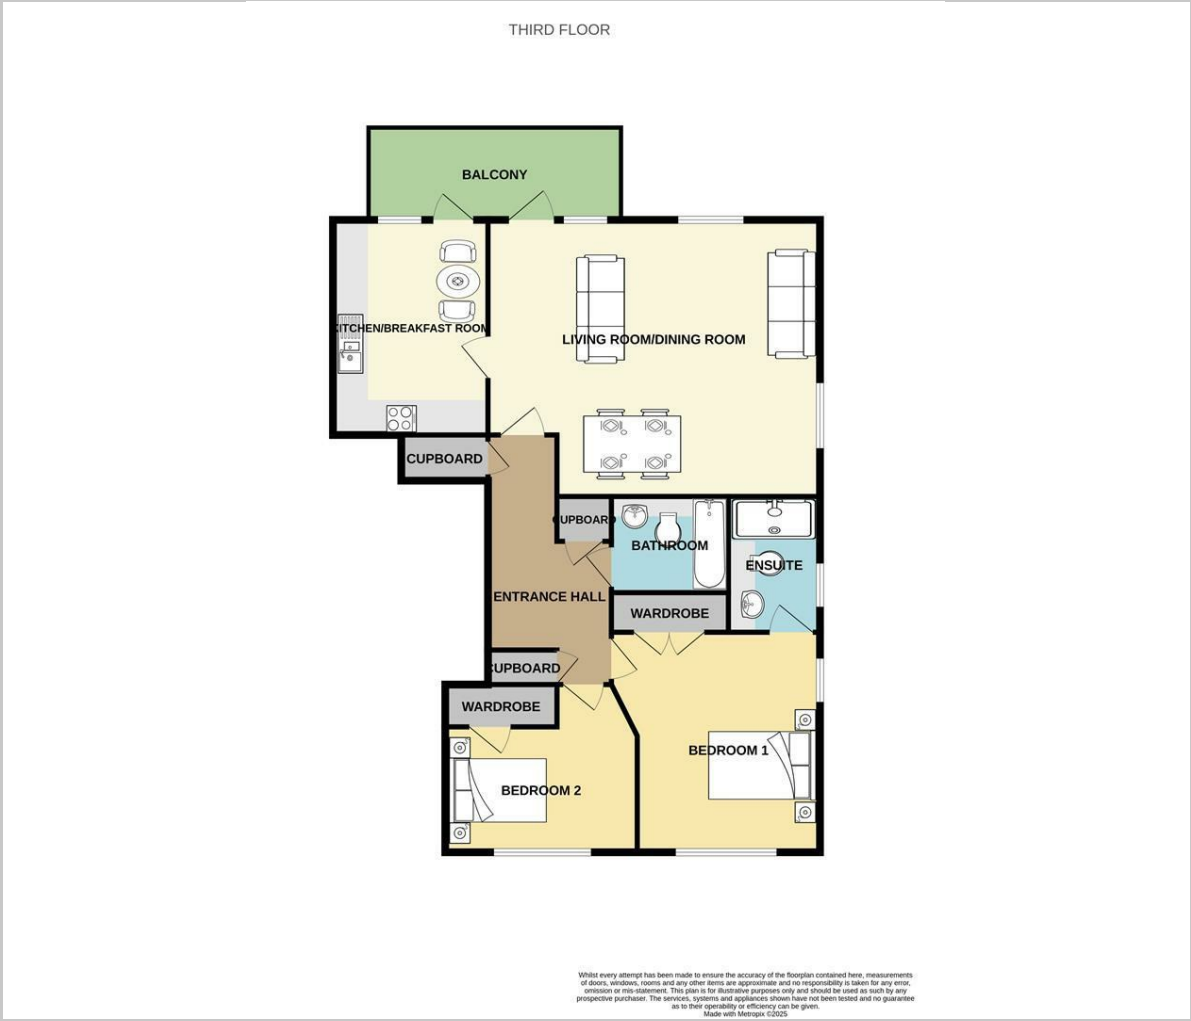 THIRD FLOOR
BALCONY
KITCHEN/BREAKFAST ROOM
LIVING ROOM/DINING ROOM
CUPBOARD
CUPBOARD
BATHROOM
ENSUITE
ENTRANCE HALL
WARDROBE
CUPBOARD
WARDROBE
BEDROOM 1
BEDROOM 2
Whilst every attempt has been made to ensure the accuracy of the floorplan contained here, measurements
of doors, windows, rooms and any other items are approximate and no responsibility is taken for any error,
omission or mis-statement. This plan is for illustrative purposes only and should be used as such by any
prospective purchaser. The services, systems and appliances shown have not been tested and no guarantee
as to their operability or efficiency can be given.
Made with Metropix ©2025